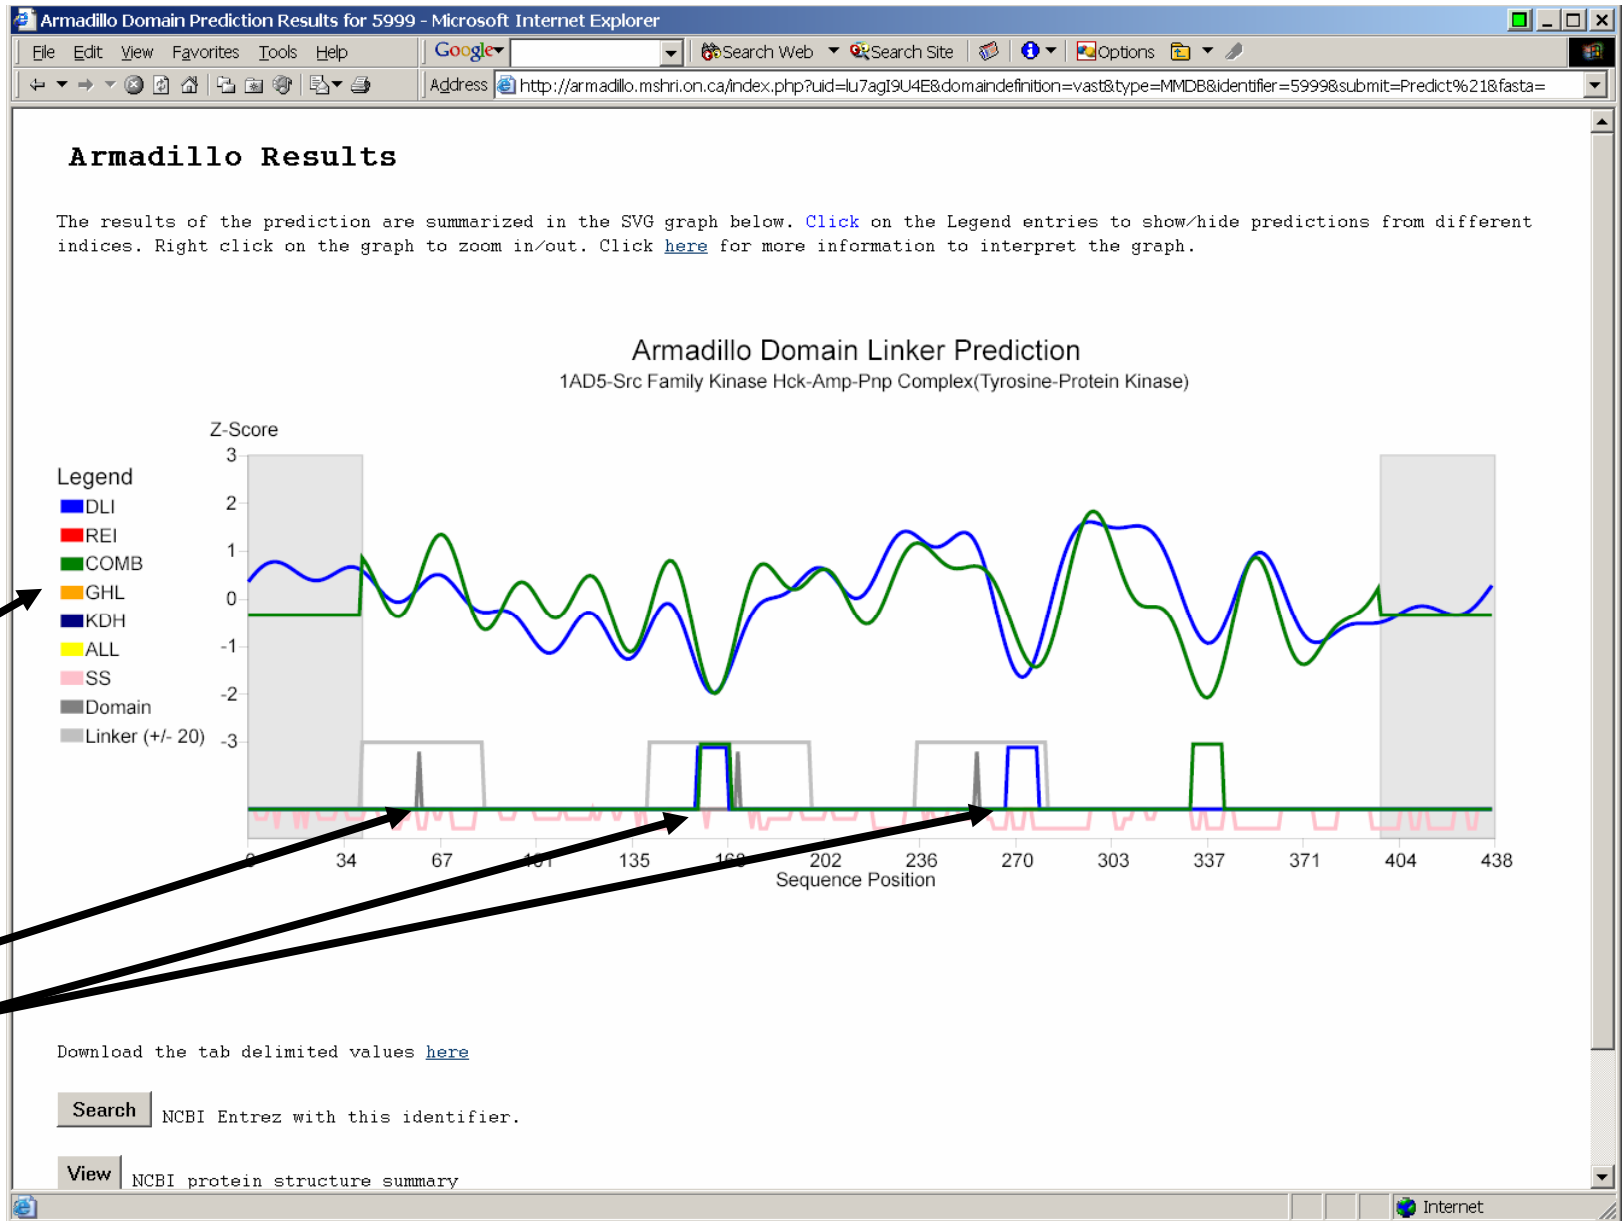 Armadillo Domain Prediction Results for 5999 - Microsoft Internet Explorer
File Edit View Favorites Tools Help Google Search Web Search Site Options
Address http://armadillo.mshri.on.ca/index.php?uid=lu7agI9U4E&domaindefinition=vast&type=MMDB&identifier=5999&submit=Predict%21&fasta=
Armadillo Results
The results of the prediction are summarized in the SVG graph below. Click on the Legend entries to show/hide predictions from different
indices. Right click on the graph to zoom in/out. Click here for more information to interpret the graph.
Armadillo Domain Linker Prediction
1AD5-Src Family Kinase Hck-Amp-Pnp Complex(Tyrosine-Protein Kinase)
Z-Score
3
2
1
0
-1
-2
-3
Legend
DLI
REI
COMB
GHL
KDH
ALL
SS
Domain
Linker (+/- 20)
0 34 67 101 135 168 202 236 270 303 337 371 404 438
Sequence Position
Download the tab delimited values here
Search NCBI Entrez with this identifier.
View NCBI protein structure summary
Internet